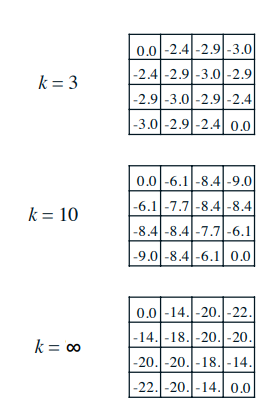 0.0 -2.4 -2.9 -3.0
-2.4 -2.9 -3.0 -2.9
k = 3
-2.9 -3.0 -2.9 -2.4
-3.0 -2.9 -2.4 0.0
0.0 -6.1 -8.4 -9.0
-6.1 -7.7 -8.4 -8.4
k = 10
-8.4 -8.4 -7.7 -6.1
-9.0 -8.4 -6.1 0.0
0.0 -14. -20. -22.
-14. -18. -20. -20.
k = ∞
-20. -20. -18. -14.
-22. -20. -14. 0.0